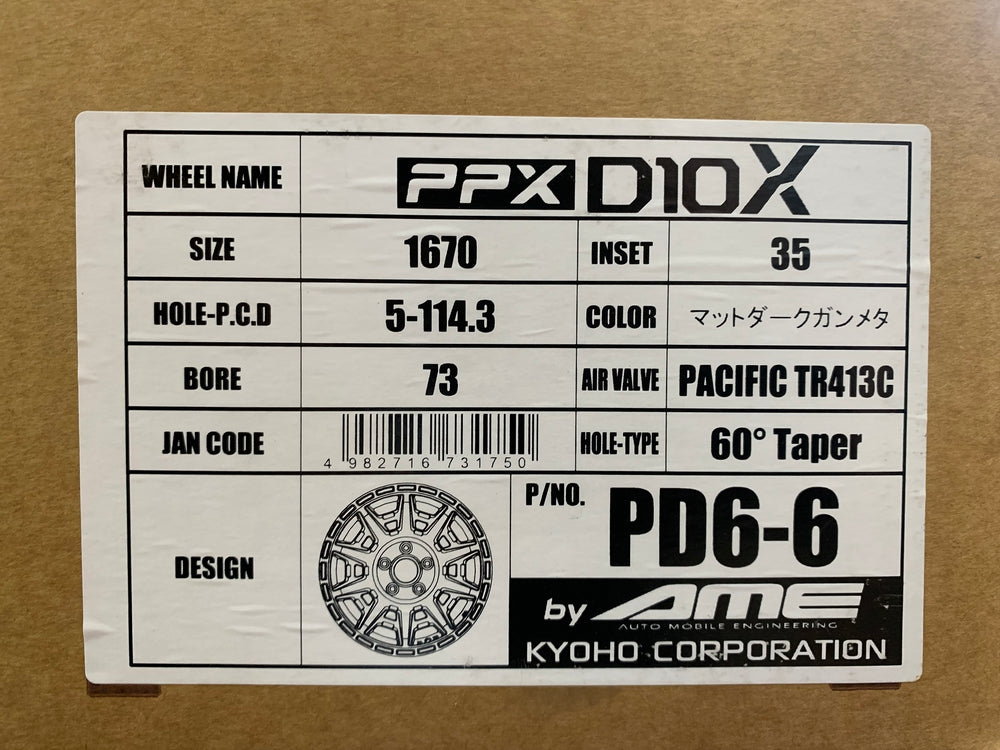 WHEEL NAME PPX D10X
SIZE 1670 INSET 35
HOLE-P.C.D 5-114.3 COLOR マットダークガンメタ
BORE 73 AIR VALVE PACIFIC TR413C
JAN CODE 4 982716 731750 HOLE-TYPE 60° Taper
DESIGN P/NO. PD6-6
by AME
AUTO MOBILE ENGINEERING
KYOHO CORPORATION